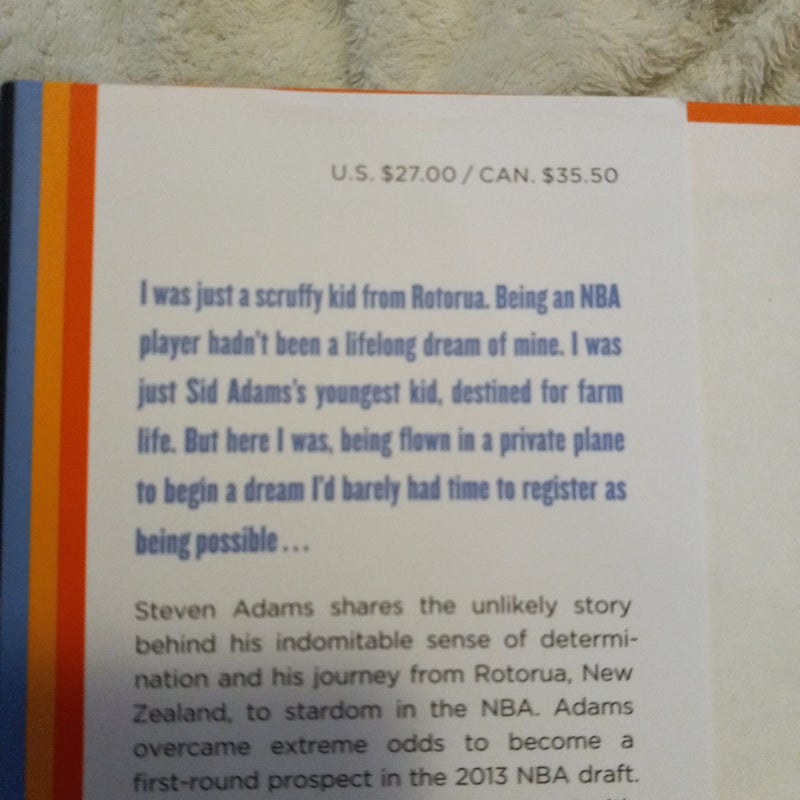 U.S. $27.00 / CAN. $35.50
I was just a scruffy kid from Rotorua. Being an NBA
player hadn't been a lifelong dream of mine. I was
just Sid Adams's youngest kid, destined for farm
life. But here I was, being flown in a private plane
to begin a dream I'd barely had time to register as
being possible ...
Steven Adams shares the unlikely story
behind his indomitable sense of determi-
nation and his journey from Rotorua, New
Zealand, to stardom in the NBA. Adams
overcame extreme odds to become a
first-round prospect in the 2013 NBA draft.